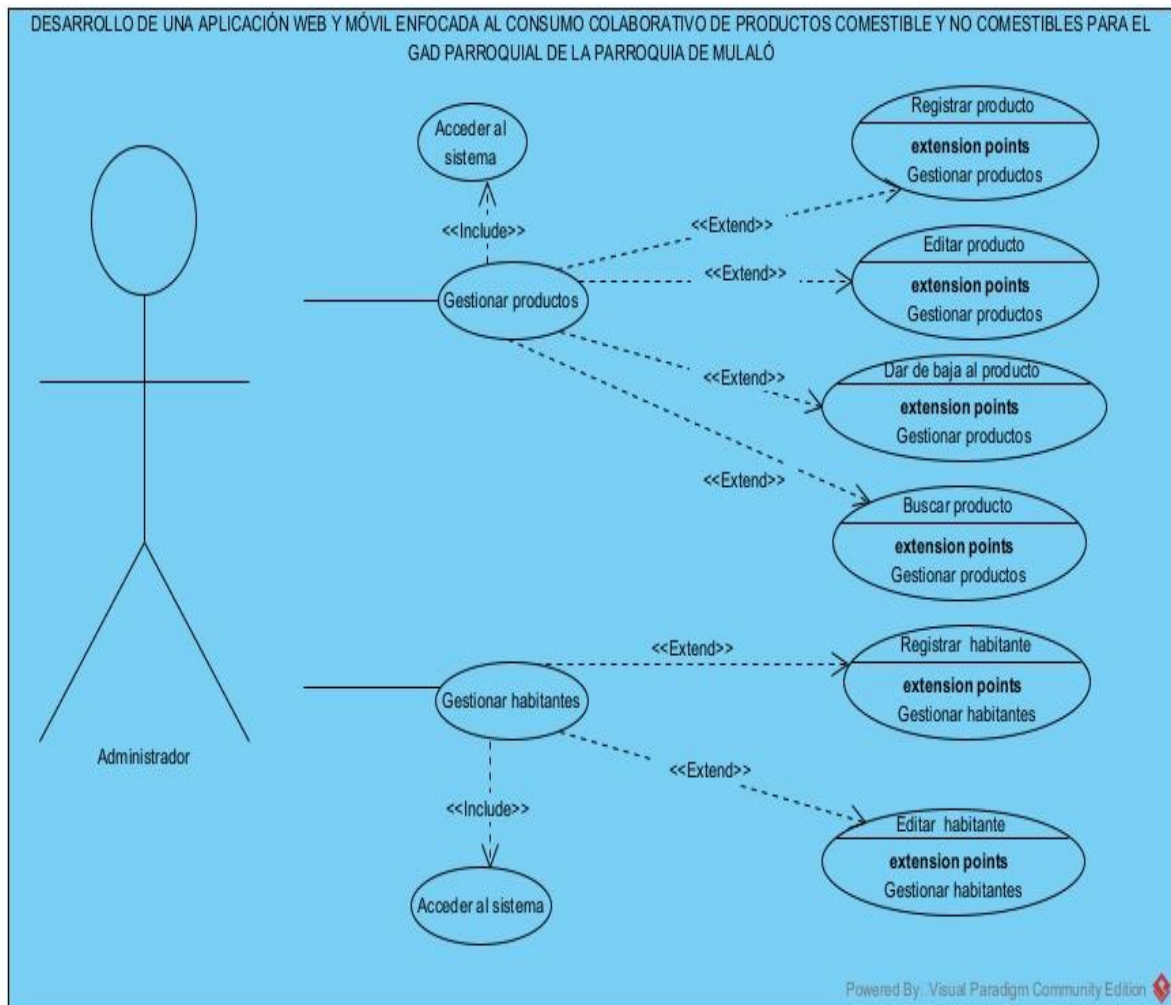 DESARROLLO DE UNA APLICACIÓN WEB Y MÓVIL ENFOCADA AL CONSUMO COLABORATIVO DE PRODUCTOS COMESTIBLE Y NO COMESTIBLES PARA EL
GAD PARROQUIAL DE LA PARROQUIA DE MULALÓ
Acceder al
sistema
<<Include>>
Gestionar productos
<<Extend>>
Registrar producto
extension points
Gestionar productos
<<Extend>>
Editar producto
extension points
Gestionar productos
<<Extend>>
Dar de baja al producto
extension points
Gestionar productos
<<Extend>>
Buscar producto
extension points
Gestionar productos
Administrador
Gestionar habitantes
<<Extend>>
Registrar habitante
extension points
Gestionar habitantes
<<Extend>>
Editar habitante
extension points
Gestionar habitantes
<<Include>>
Acceder al sistema
Powered By Visual Paradigm Community Edition